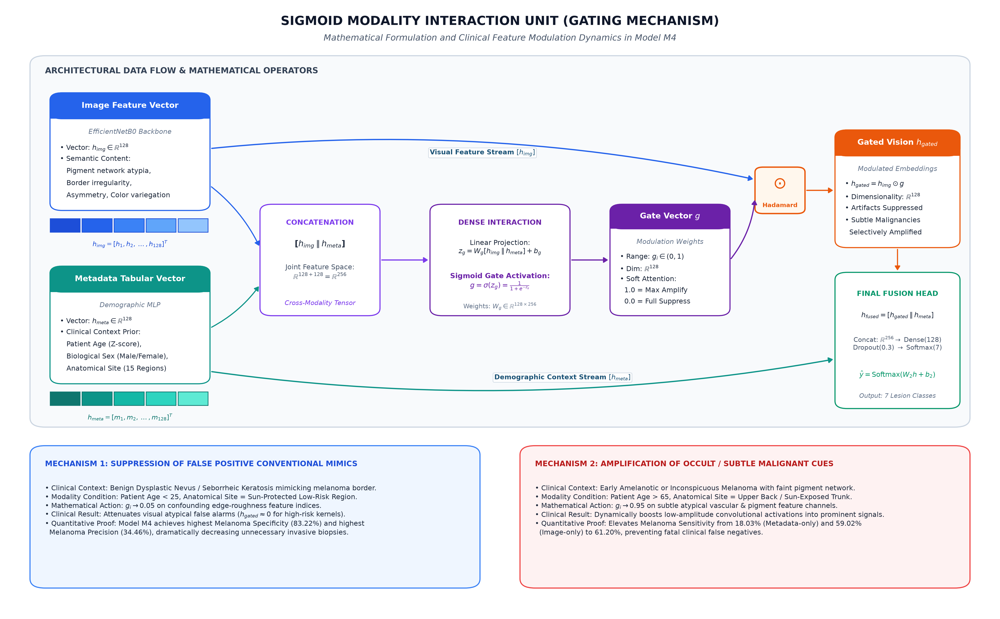 SIGMOID MODALITY INTERACTION UNIT (GATING MECHANISM)
Mathematical Formulation and Clinical Feature Modulation Dynamics in Model M4
ARCHITECTURAL DATA FLOW & MATHEMATICAL OPERATORS
Image Feature Vector
EfficientNetB0 Backbone
• Vector: h_img ∈ ℝ^128
• Semantic Content:
Pigment network atypia,
Border irregularity,
Asymmetry, Color variegation
h_img = [h_1, h_2, …, h_128]^T
Metadata Tabular Vector
Demographic MLP
• Vector: h_meta ∈ ℝ^128
• Clinical Context Prior:
Patient Age (Z-score),
Biological Sex (Male/Female),
Anatomical Site (15 Regions)
h_meta = [m_1, m_2, …, m_128]^T
Visual Feature Stream [h_img]
CONCATENATION
[h_img ∥ h_meta]
Joint Feature Space:
ℝ^(128+128) = ℝ^256
Cross-Modality Tensor
DENSE INTERACTION
Linear Projection:
z_g = W_g[h_img ∥ h_meta] + b_g
Sigmoid Gate Activation:
g = σ(z_g) = 1/(1 + e^(−z_g))
Weights: W_g ∈ ℝ^(128×256)
Gate Vector g
Modulation Weights
• Range: g_i ∈ (0, 1)
• Dim: ℝ^128
• Soft Attention:
1.0 = Max Amplify
0.0 = Full Suppress
Demographic Context Stream [h_meta]
⊙
Hadamard
Gated Vision h_gated
Modulated Embeddings
• h_gated = h_img ⊙ g
• Dimensionality: ℝ^128
• Artifacts Suppressed
• Subtle Malignancies
Selectively Amplified
FINAL FUSION HEAD
h_fused = [h_gated ∥ h_meta]
Concat: ℝ^256 → Dense(128)
Dropout(0.3) → Softmax(7)
ŷ = Softmax(W_2h + b_2)
Output: 7 Lesion Classes
MECHANISM 1: SUPPRESSION OF FALSE POSITIVE CONVENTIONAL MIMICS
• Clinical Context: Benign Dysplastic Nevus / Seborrheic Keratosis mimicking melanoma border.
• Modality Condition: Patient Age < 25, Anatomical Site = Sun-Protected Low-Risk Region.
• Mathematical Action: g_i → 0.05 on confounding edge-roughness feature indices.
• Clinical Result: Attenuates visual atypical false alarms (h_gated ≈ 0 for high-risk kernels).
• Quantitative Proof: Model M4 achieves highest Melanoma Specificity (83.22%) and highest
Melanoma Precision (34.46%), dramatically decreasing unnecessary invasive biopsies.
MECHANISM 2: AMPLIFICATION OF OCCULT / SUBTLE MALIGNANT CUES
• Clinical Context: Early Amelanotic or Inconspicuous Melanoma with faint pigment network.
• Modality Condition: Patient Age > 65, Anatomical Site = Upper Back / Sun-Exposed Trunk.
• Mathematical Action: g_i → 0.95 on subtle atypical vascular & pigment feature channels.
• Clinical Result: Dynamically boosts low-amplitude convolutional activations into prominent signals.
• Quantitative Proof: Elevates Melanoma Sensitivity from 18.03% (Metadata-only) and 59.02%
(Image-only) to 61.20%, preventing fatal clinical false negatives.